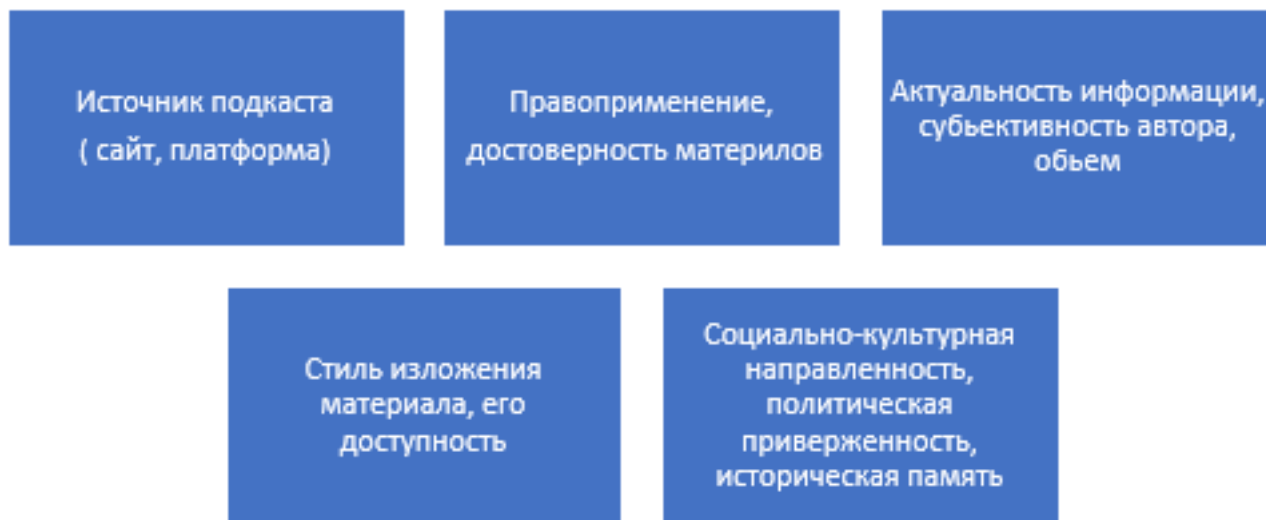 Источник подкаста
( сайт, платформа)
Правоприменение,
достоверность материлов
Актуальность информации,
субьективность автора,
обьем
Стиль изложения
материала, его
доступность
Социально-культурная
направленность,
политическая
приверженность,
историческая память